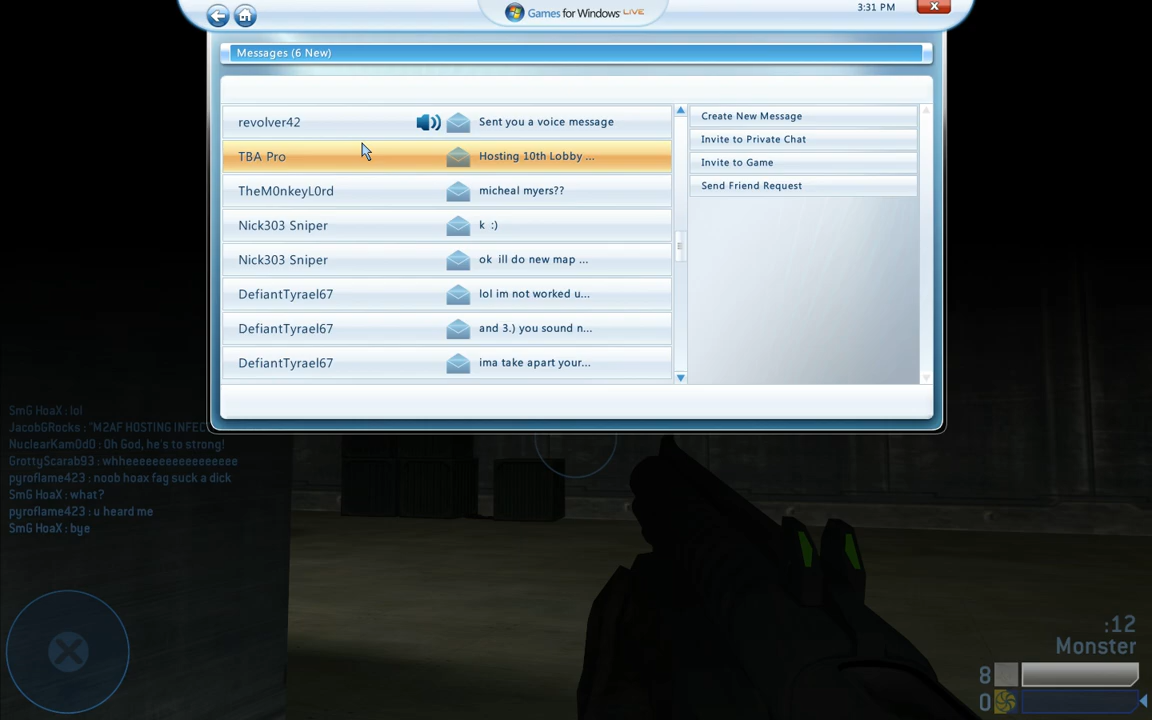 Games for Windows LIVE
3:31 PM
Messages (6 New)
revolver42 Sent you a voice message
TBA Pro Hosting 10th Lobby ...
TheM0nkeyL0rd micheal myers??
Nick303 Sniper k :)
Nick303 Sniper ok ill do new map ...
DefiantTyrael67 lol im not worked u...
DefiantTyrael67 and 3.) you sound n...
DefiantTyrael67 ima take apart your...
Create New Message
Invite to Private Chat
Invite to Game
Send Friend Request
SmG HoaX : lol
JacobGRocks : "M2AF HOSTING INFEC
NuclearKam0d0 : Oh God, he's to strong!
GrottyScarab93 : whheeeeeeeeeeeeeeeee
pyroflame423 : noob hoax fag suck a dick
SmG HoaX : what?
pyroflame423 : u heard me
SmG HoaX : bye
:12
Monster
8
0